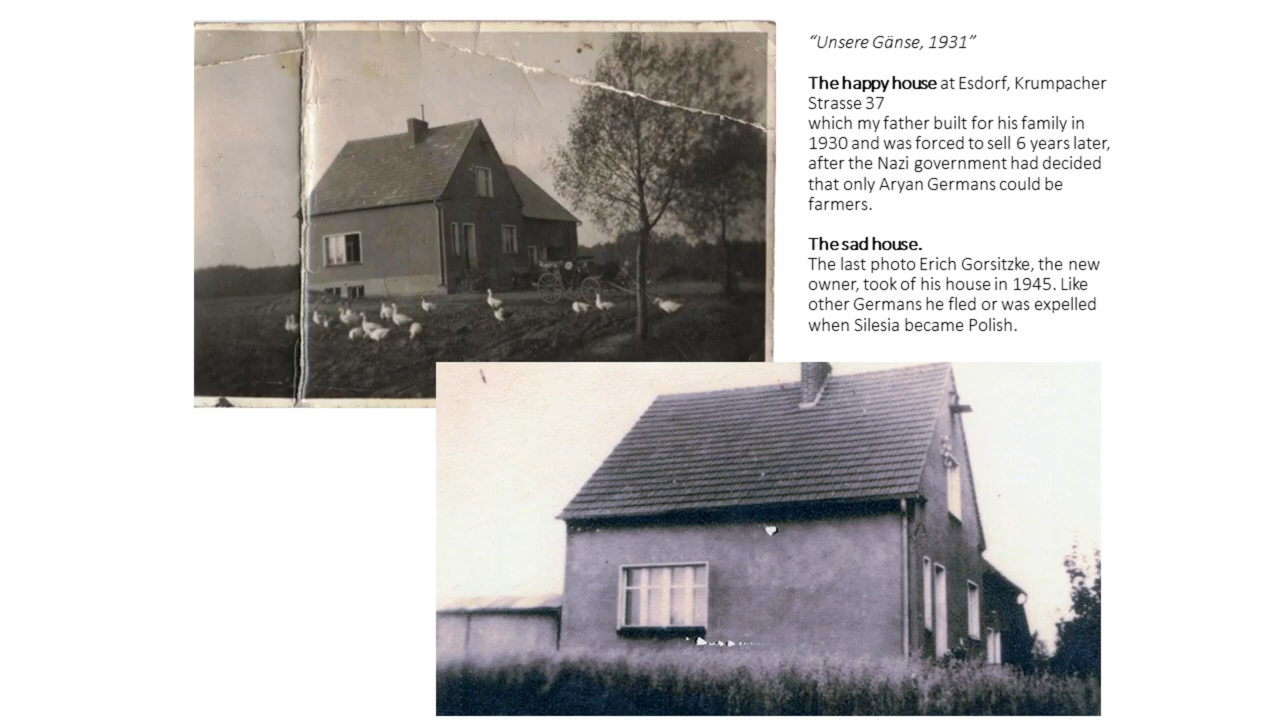 “Unsere Gänse, 1931”
The happy house at Esdorf, Krumpacher
Strasse 37
which my father built for his family in
1930 and was forced to sell 6 years later,
after the Nazi government had decided
that only Aryan Germans could be
farmers.
The sad house.
The last photo Erich Gorsitzke, the new
owner, took of his house in 1945. Like
other Germans he fled or was expelled
when Silesia became Polish.